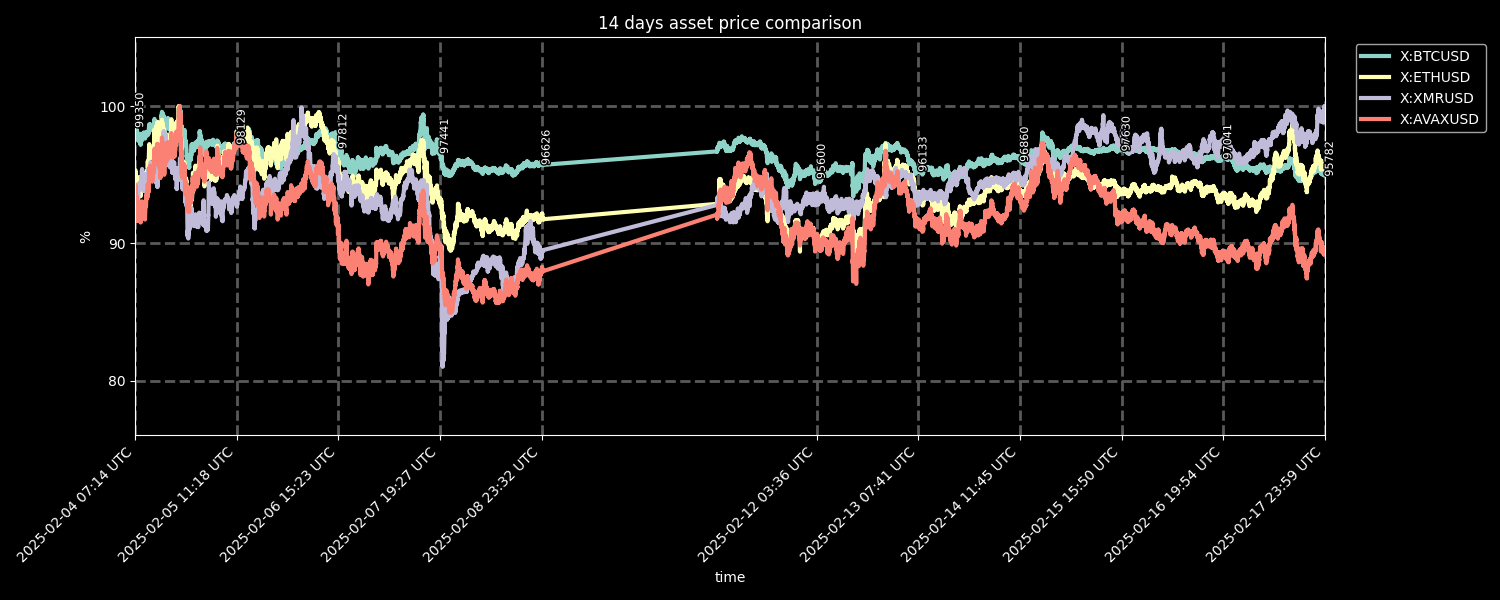 14 days asset price comparison
X:BTCUSD
X:ETHUSD
X:XMRUSD
X:AVAXUSD
100
90
80
%
99350
98129
97812
97441
96626
95600
96133
96860
97630
97041
95782
2025-02-04 07:14 UTC
2025-02-05 11:18 UTC
2025-02-06 15:23 UTC
2025-02-07 19:27 UTC
2025-02-08 23:32 UTC
2025-02-12 03:36 UTC
2025-02-13 07:41 UTC
2025-02-14 11:45 UTC
2025-02-15 15:50 UTC
2025-02-16 19:54 UTC
2025-02-17 23:59 UTC
time